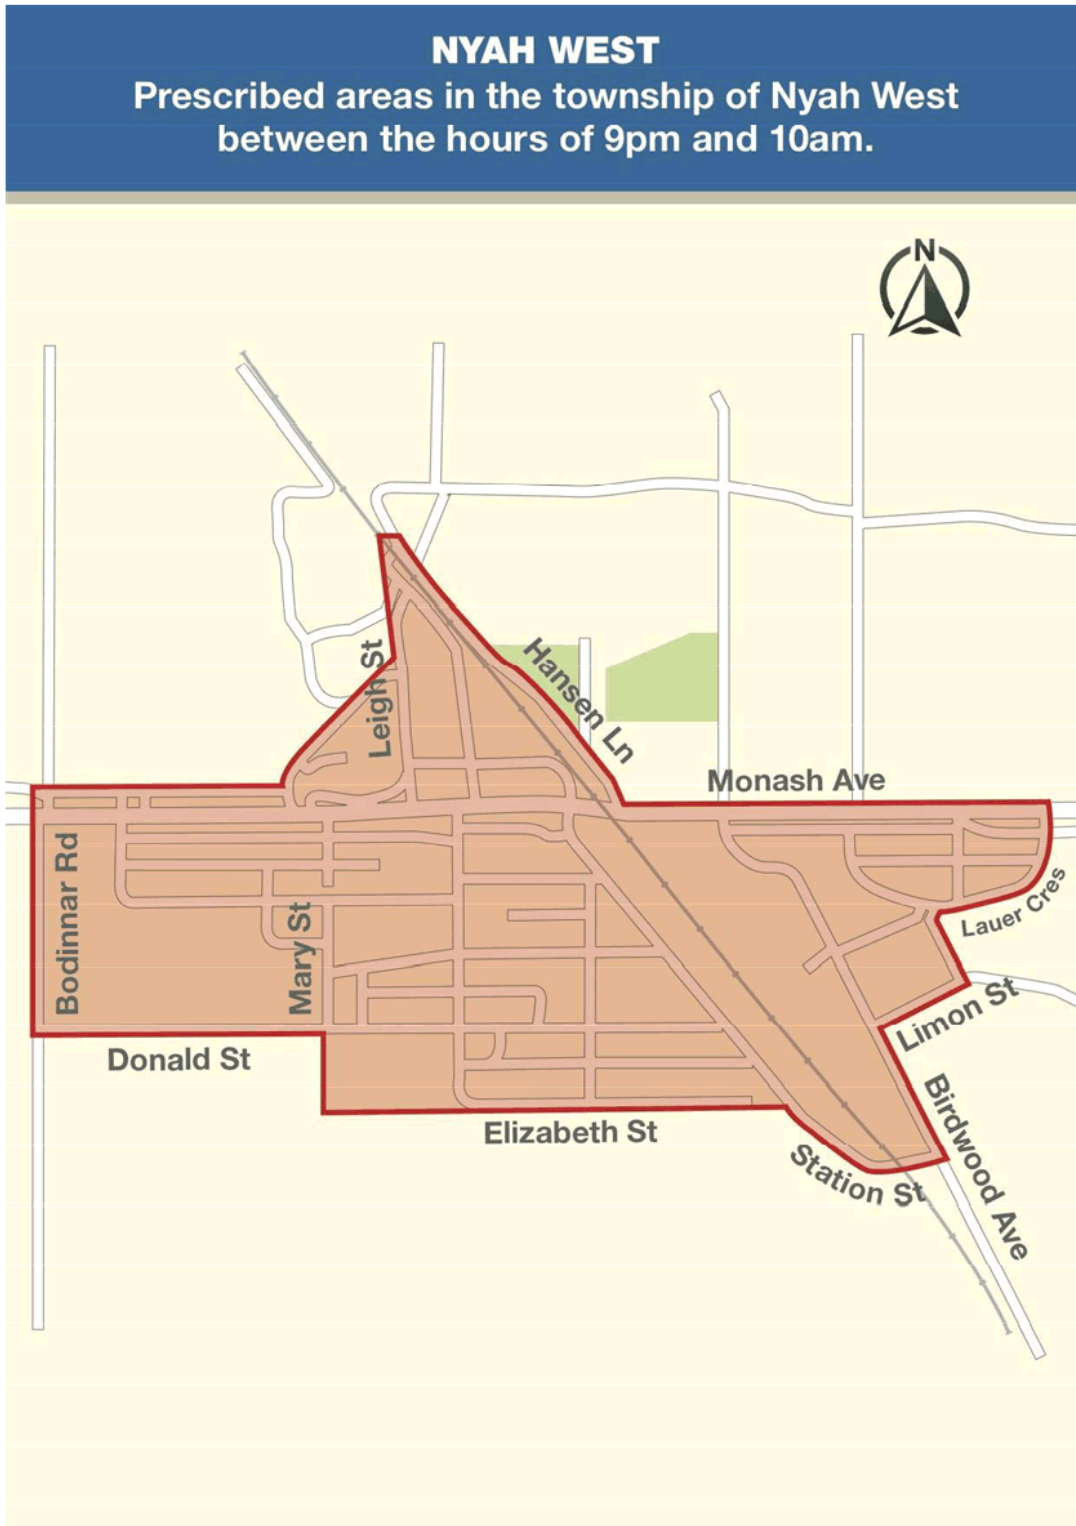 NYAH WEST
Prescribed areas in the township of Nyah West
between the hours of 9pm and 10am.
N
Hansen Ln
Leigh St
Monash Ave
Bodinnar Rd
Mary St
Lauer Cres
Limon St
Donald St
Birdwood Ave
Elizabeth St
Station St